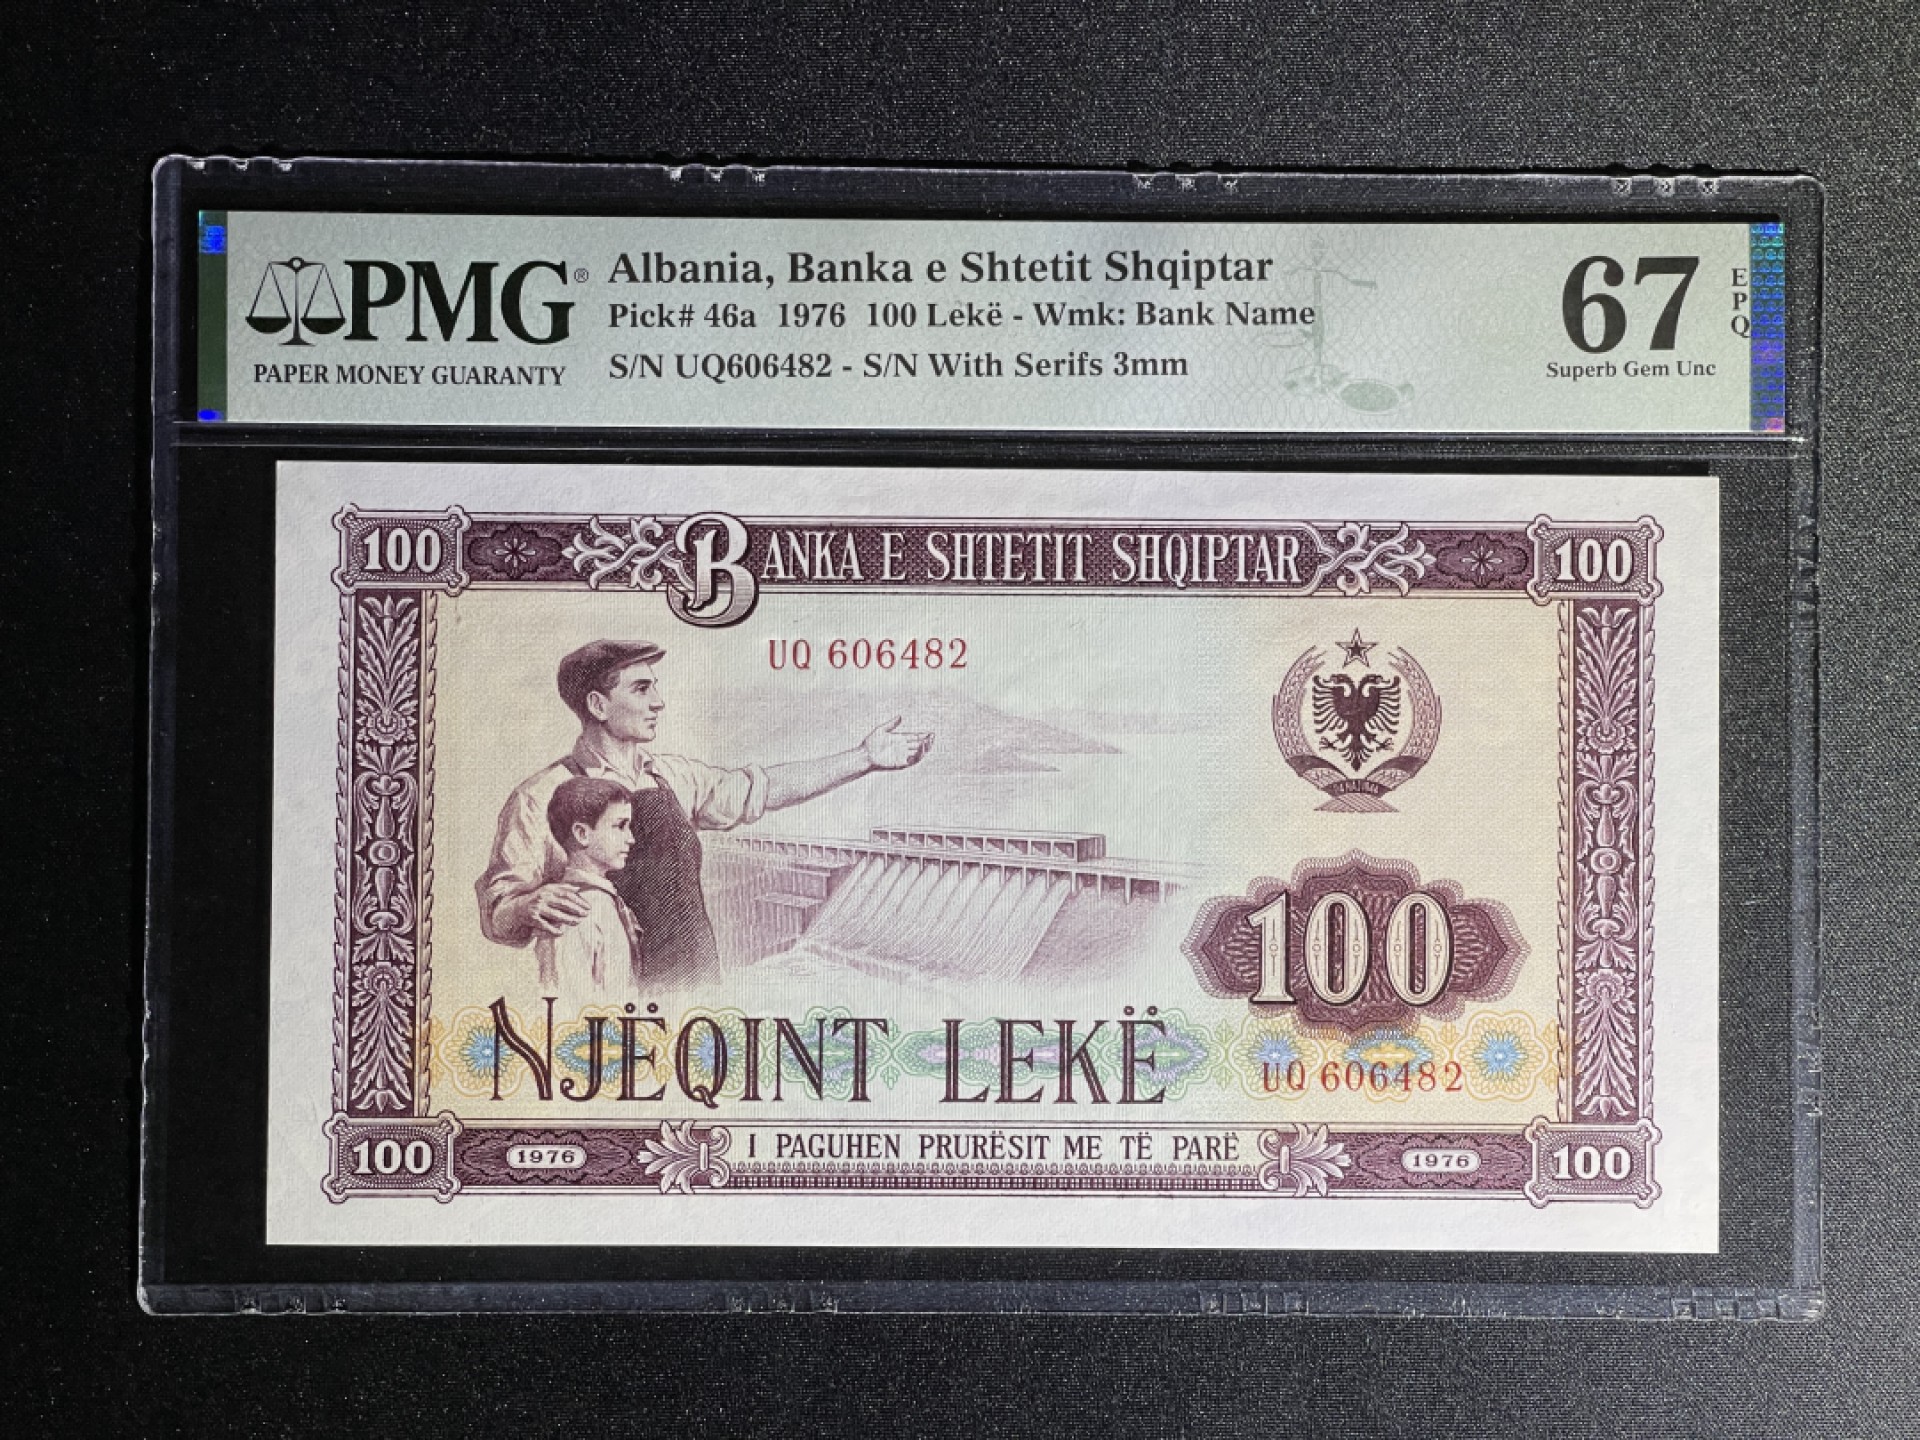 PMG®
PAPER MONEY GUARANTY
Albania, Banka e Shtetit Shqiptar
Pick# 46a 1976 100 Lekë - Wmk: Bank Name
S/N UQ606482 - S/N With Serifs 3mm
67
EPQ
Superb Gem Unc
100
BANKA E SHTETIT SHQIPTAR
100
UQ 606482
100
NJËQINT LEKË
UQ 606482
100
1976
I PAGUHEN PRURËSIT ME TË PARË
1976
100